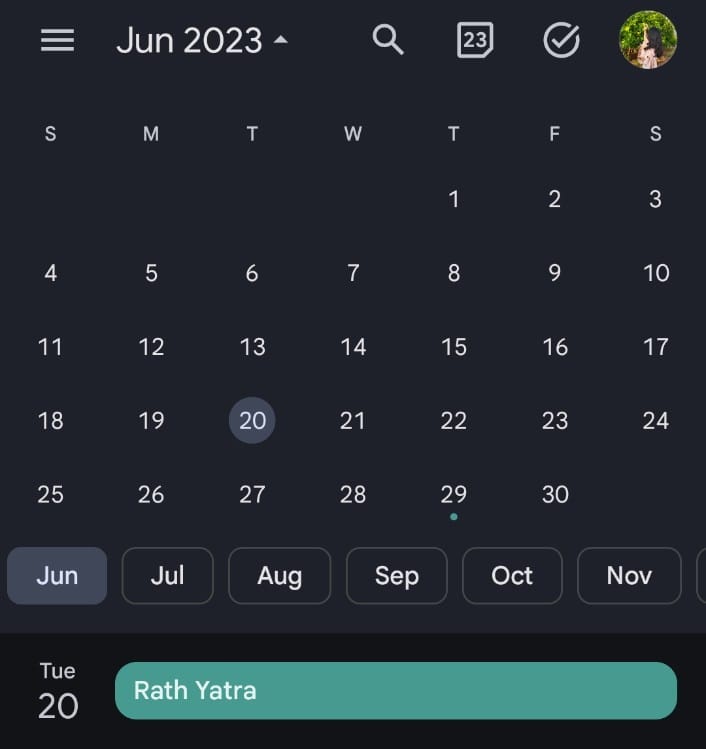 Jun 2023 23
S M T W T F S
1 2 3
4 5 6 7 8 9 10
11 12 13 14 15 16 17
18 19 20 21 22 23 24
25 26 27 28 29 30
Jun Jul Aug Sep Oct Nov
Tue
20
Rath Yatra